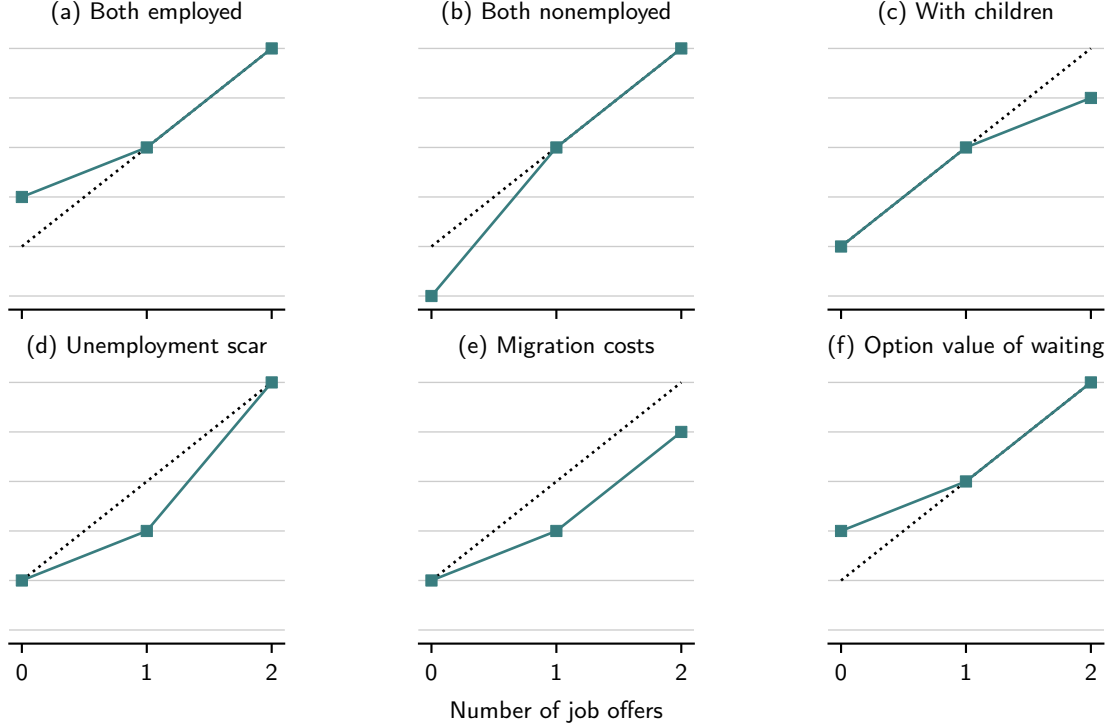 (a) Both employed
(b) Both nonemployed
(c) With children
(d) Unemployment scar
(e) Migration costs
(f) Option value of waiting
0 1 2
0 1 2
0 1 2
Number of job offers